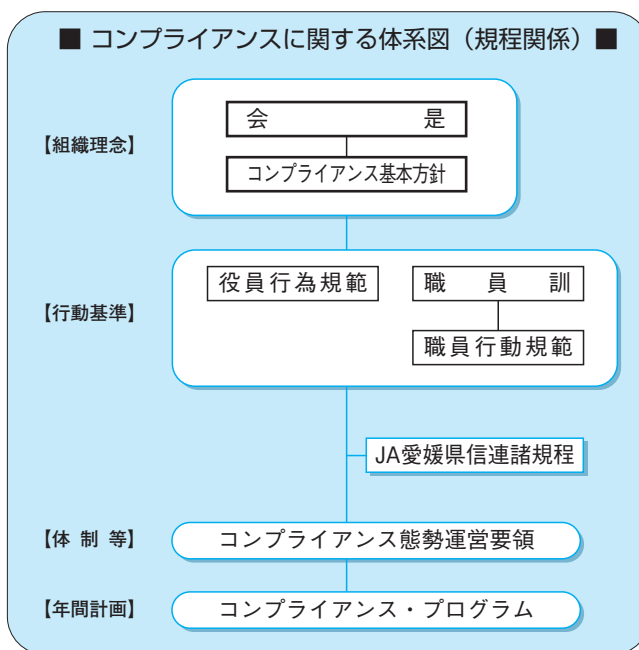 ■ コンプライアンスに関する体系図（規程関係）■
【組織理念】
会 是
コンプライアンス基本方針
【行動基準】
役員行為規範
職 員 訓
職員行動規範
JA愛媛県信連諸規程
【体 制 等】
コンプライアンス態勢運営要領
【年間計画】
コンプライアンス・プログラム